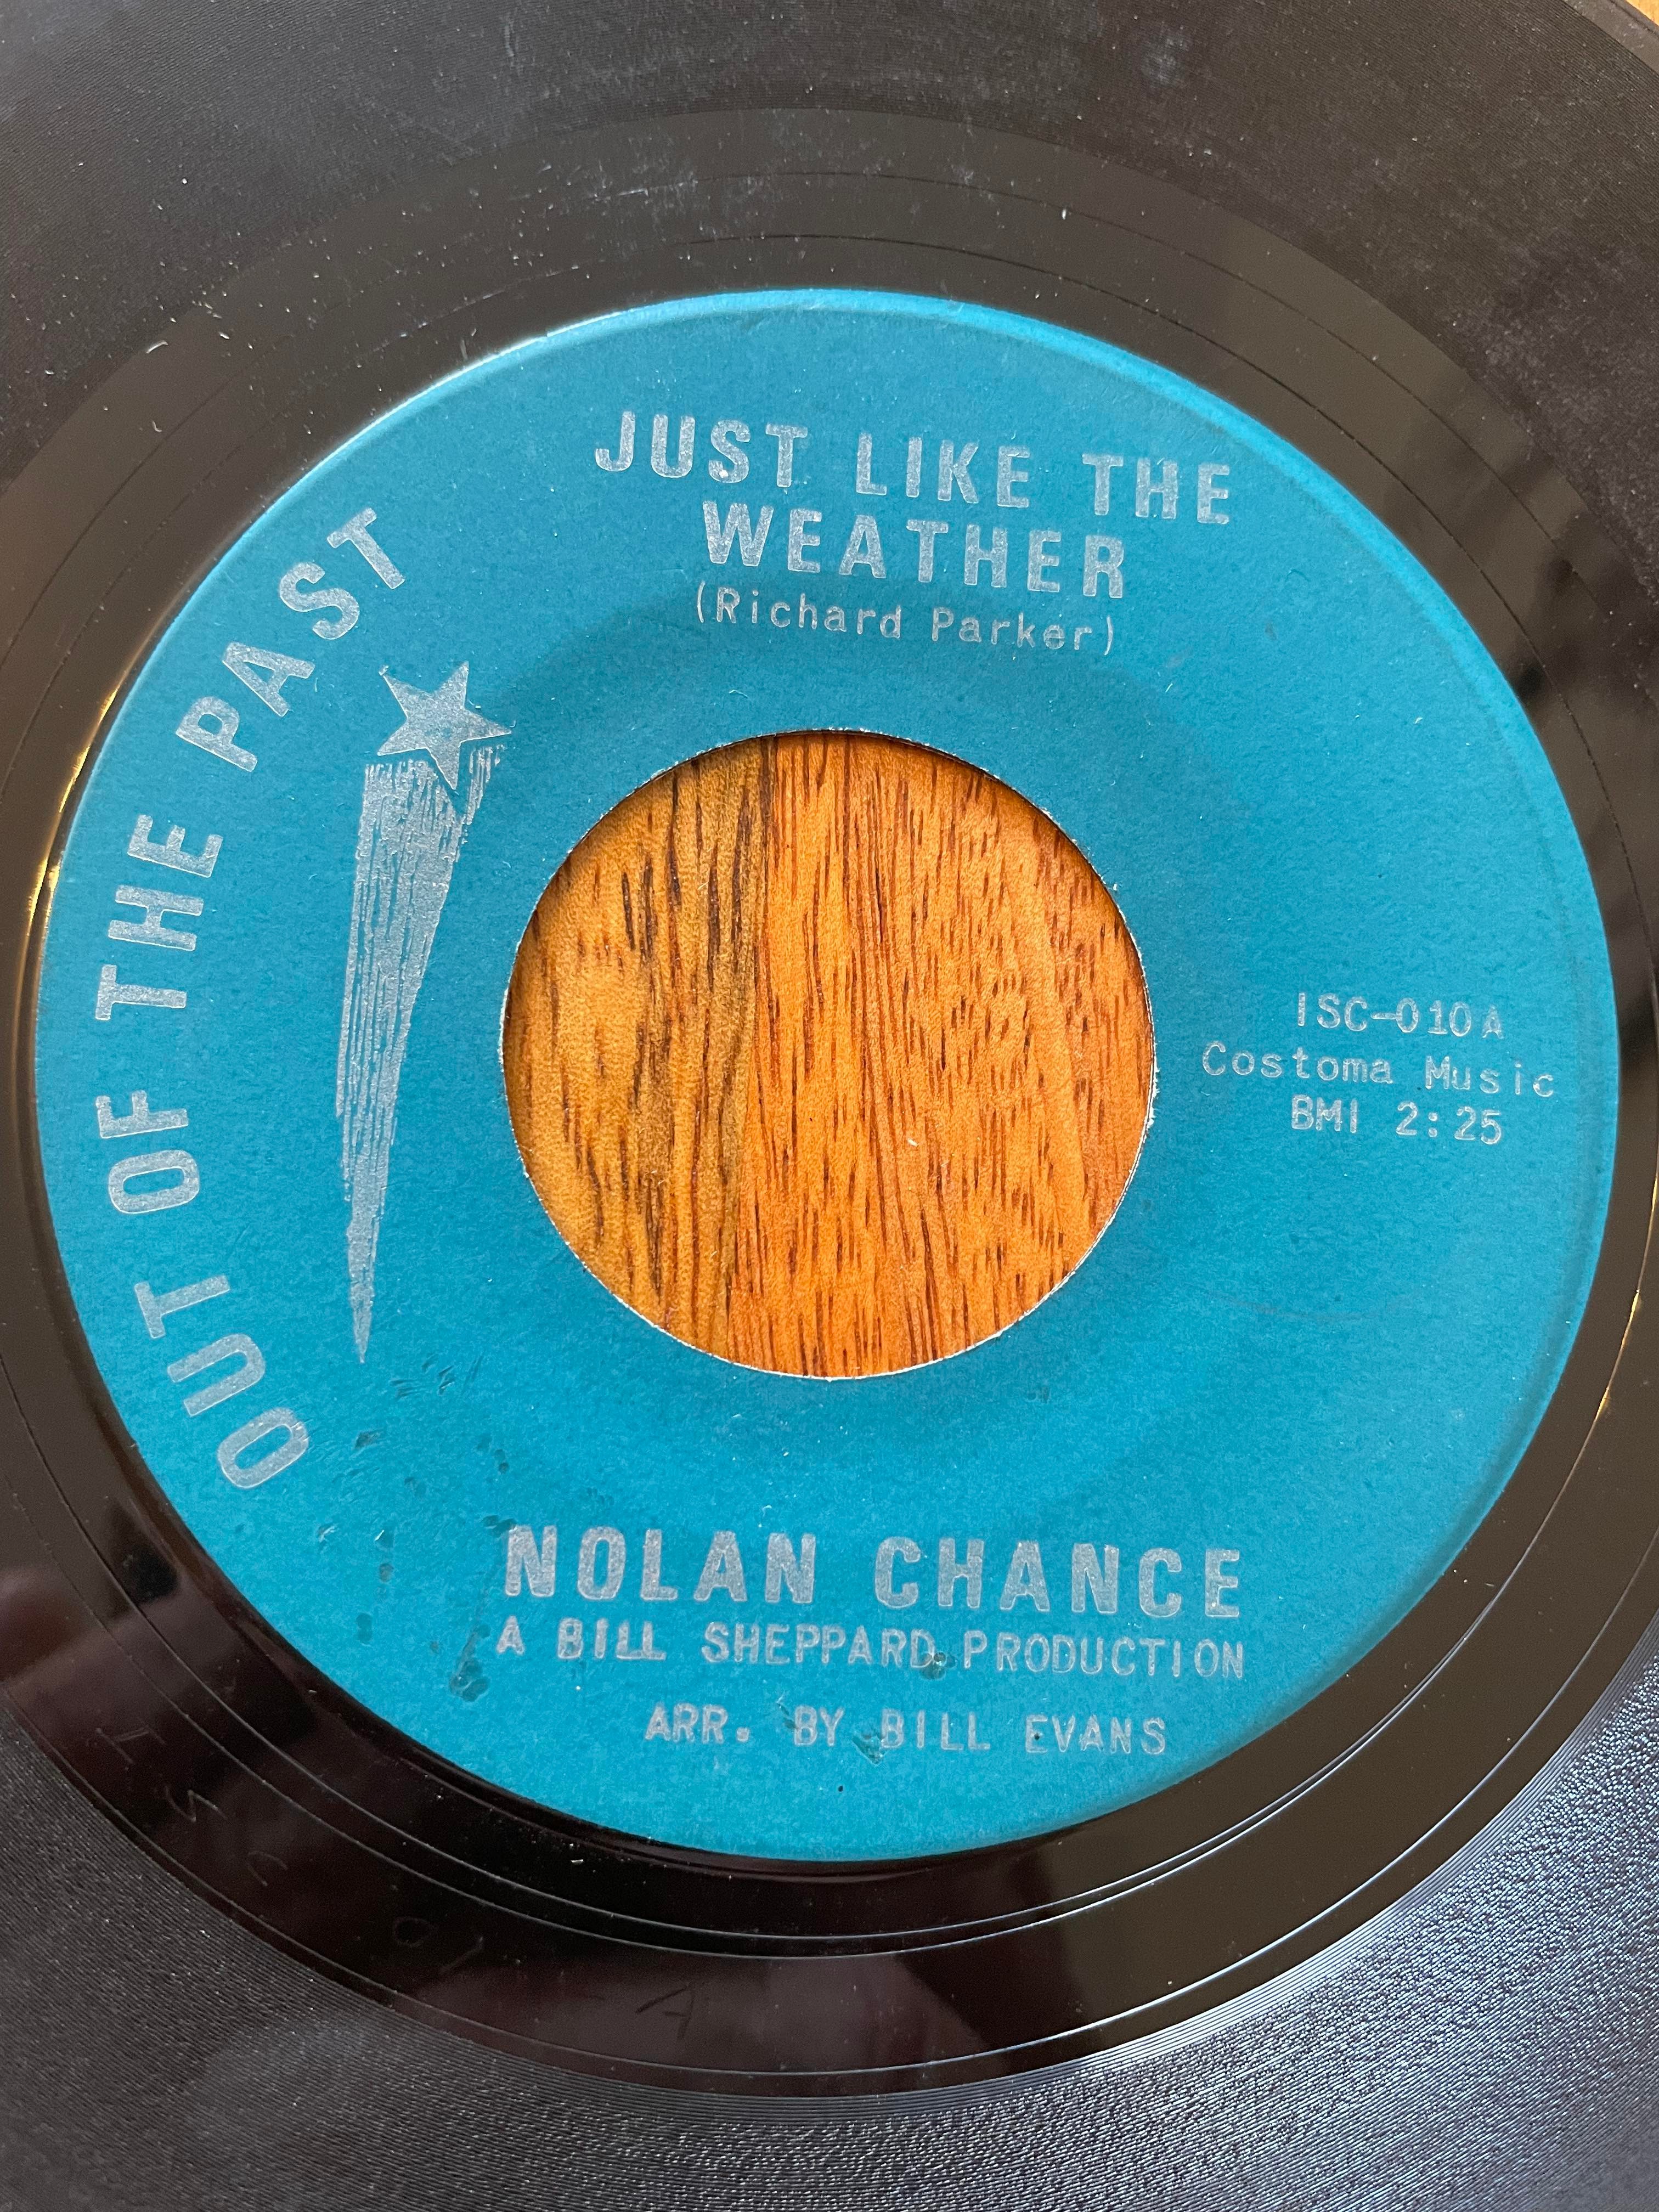 JUST LIKE THE
WEATHER
(Richard Parker)
OUT OF THE PAST
ISC-010A
Costoma Music
BMI 2:25
NOLAN CHANCE
A BILL SHEPPARD PRODUCTION
ARR. BY BILL EVANS